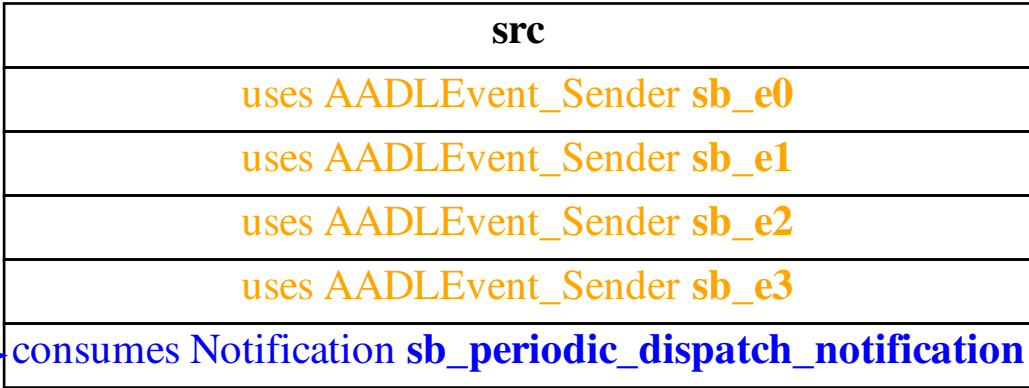 src
uses AADLEvent_Sender sb_e0
uses AADLEvent_Sender sb_e1
uses AADLEvent_Sender sb_e2
uses AADLEvent_Sender sb_e3
consumes Notification sb_periodic_dispatch_notification